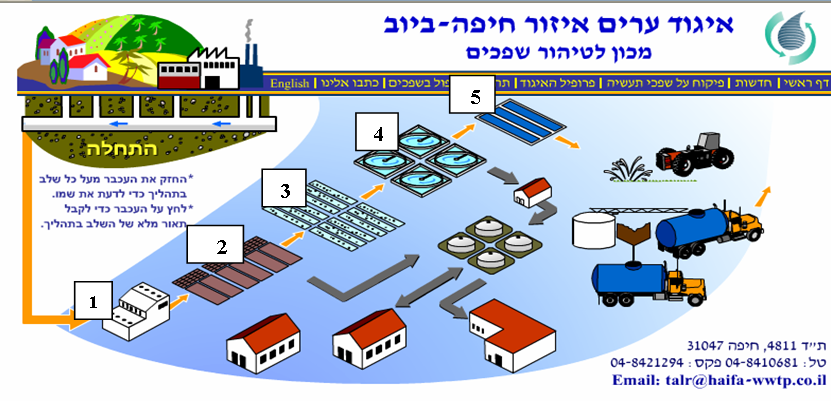 איגוד ערים איזור חיפה-ביוב
מכון לטיהור שפכים
דף ראשי | חדשות | פיקוח על שפכי תעשיה | פרופיל האיגוד | תר פול בשפכים | כתבו אלינו | English
התחלה
*החזק את העכבר מעל כל שלב
בתהליך כדי לדעת את שמו.
*לחץ על העכבר כדי לקבל
תאור מלא של השלב בתהליך.
1
2
3
4
5
ת"ד 4811, חיפה 31047
טל: 04-8410681 פקס: 04-8421294
Email: talr@haifa-wwtp.co.il